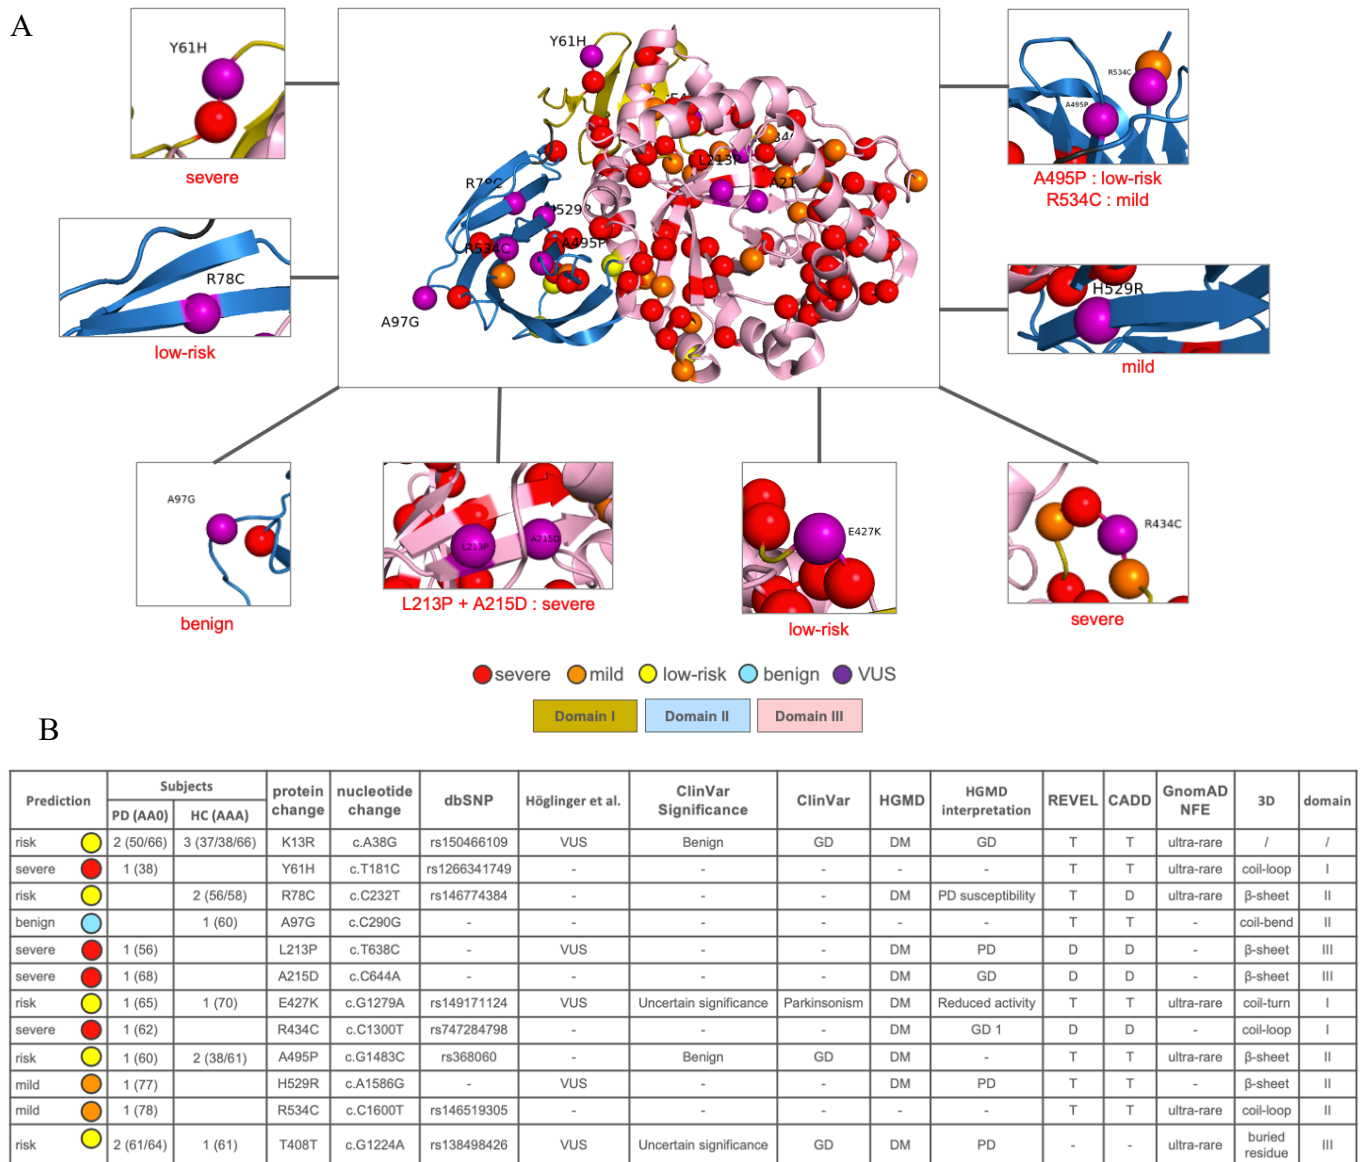 A
Y61H
severe
R78C
low-risk
A97G
benign
Y61H
L213P
A21
R78C
H529R
R534C
A495P
A97G
R534C
A495P
A495P : low-risk
R534C : mild
H529R
mild
L213P
A215D
L213P + A215D : severe
E427K
low-risk
R434C
severe
severe mild low-risk benign VUS
Domain I Domain II Domain III
B
Prediction Subjects protein change nucleotide change dbSNP Höglinger et al. ClinVar Significance ClinVar HGMD HGMD interpretation REVEL CADD GnomAD NFE 3D domain
PD (AA0) HC (AAA)
risk 2 (50/66) 3 (37/38/66) K13R c.A38G rs150466109 VUS Benign GD DM GD T T ultra-rare / /
severe 1 (38) Y61H c.T181C rs1266341749 - - - - - T T ultra-rare coil-loop I
risk 2 (56/58) R78C c.C232T rs146774384 - - - DM PD susceptibility T D ultra-rare β-sheet II
benign 1 (60) A97G c.C290G - - - - - - T T - coil-bend II
severe 1 (56) L213P c.T638C - VUS - - DM PD D D - β-sheet III
severe 1 (68) A215D c.C644A - - - - DM GD D D - β-sheet III
risk 1 (65) 1 (70) E427K c.G1279A rs149171124 VUS Uncertain significance Parkinsonism DM Reduced activity T T ultra-rare coil-turn I
severe 1 (62) R434C c.C1300T rs747284798 - - - DM GD 1 D D - coil-loop I
risk 1 (60) 2 (38/61) A495P c.G1483C rs368060 - Benign GD DM - T T ultra-rare β-sheet II
mild 1 (77) H529R c.A1586G - VUS - - DM PD T T - β-sheet II
mild 1 (78) R534C c.C1600T rs146519305 - - - - - T T ultra-rare coil-loop II
risk 2 (61/64) 1 (61) T408T c.G1224A rs138498426 VUS Uncertain significance GD DM PD - - ultra-rare buried residue III